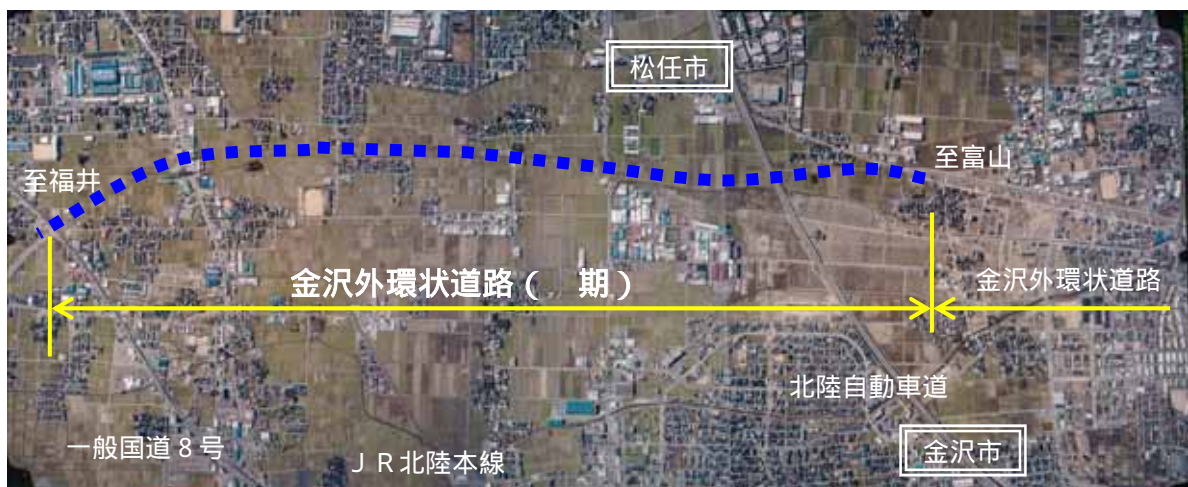 松任市
至富山
至福井
金沢外環状道路（　期）
金沢外環状道路
北陸自動車道
一般国道８号
ＪＲ北陸本線
金沢市